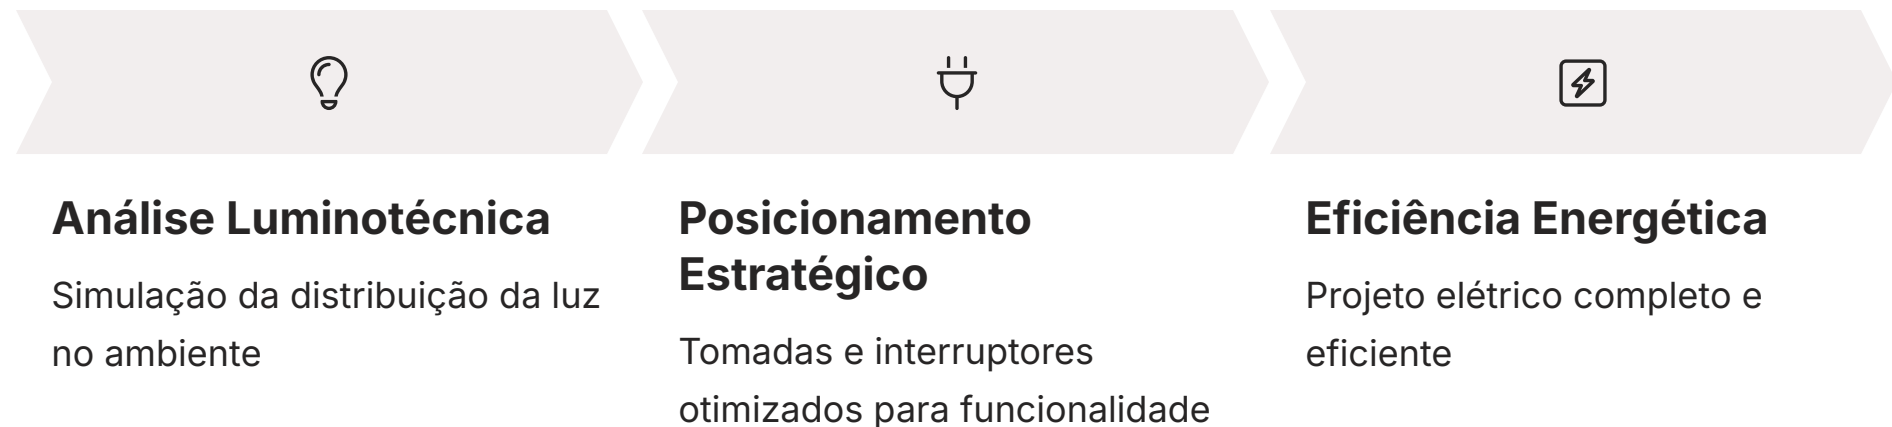 Análise Luminotécnica
Simulação da distribuição da luz
no ambiente
Posicionamento
Estratégico
Tomadas e interruptores
otimizados para funcionalidade
Eficiência Energética
Projeto elétrico completo e
eficiente